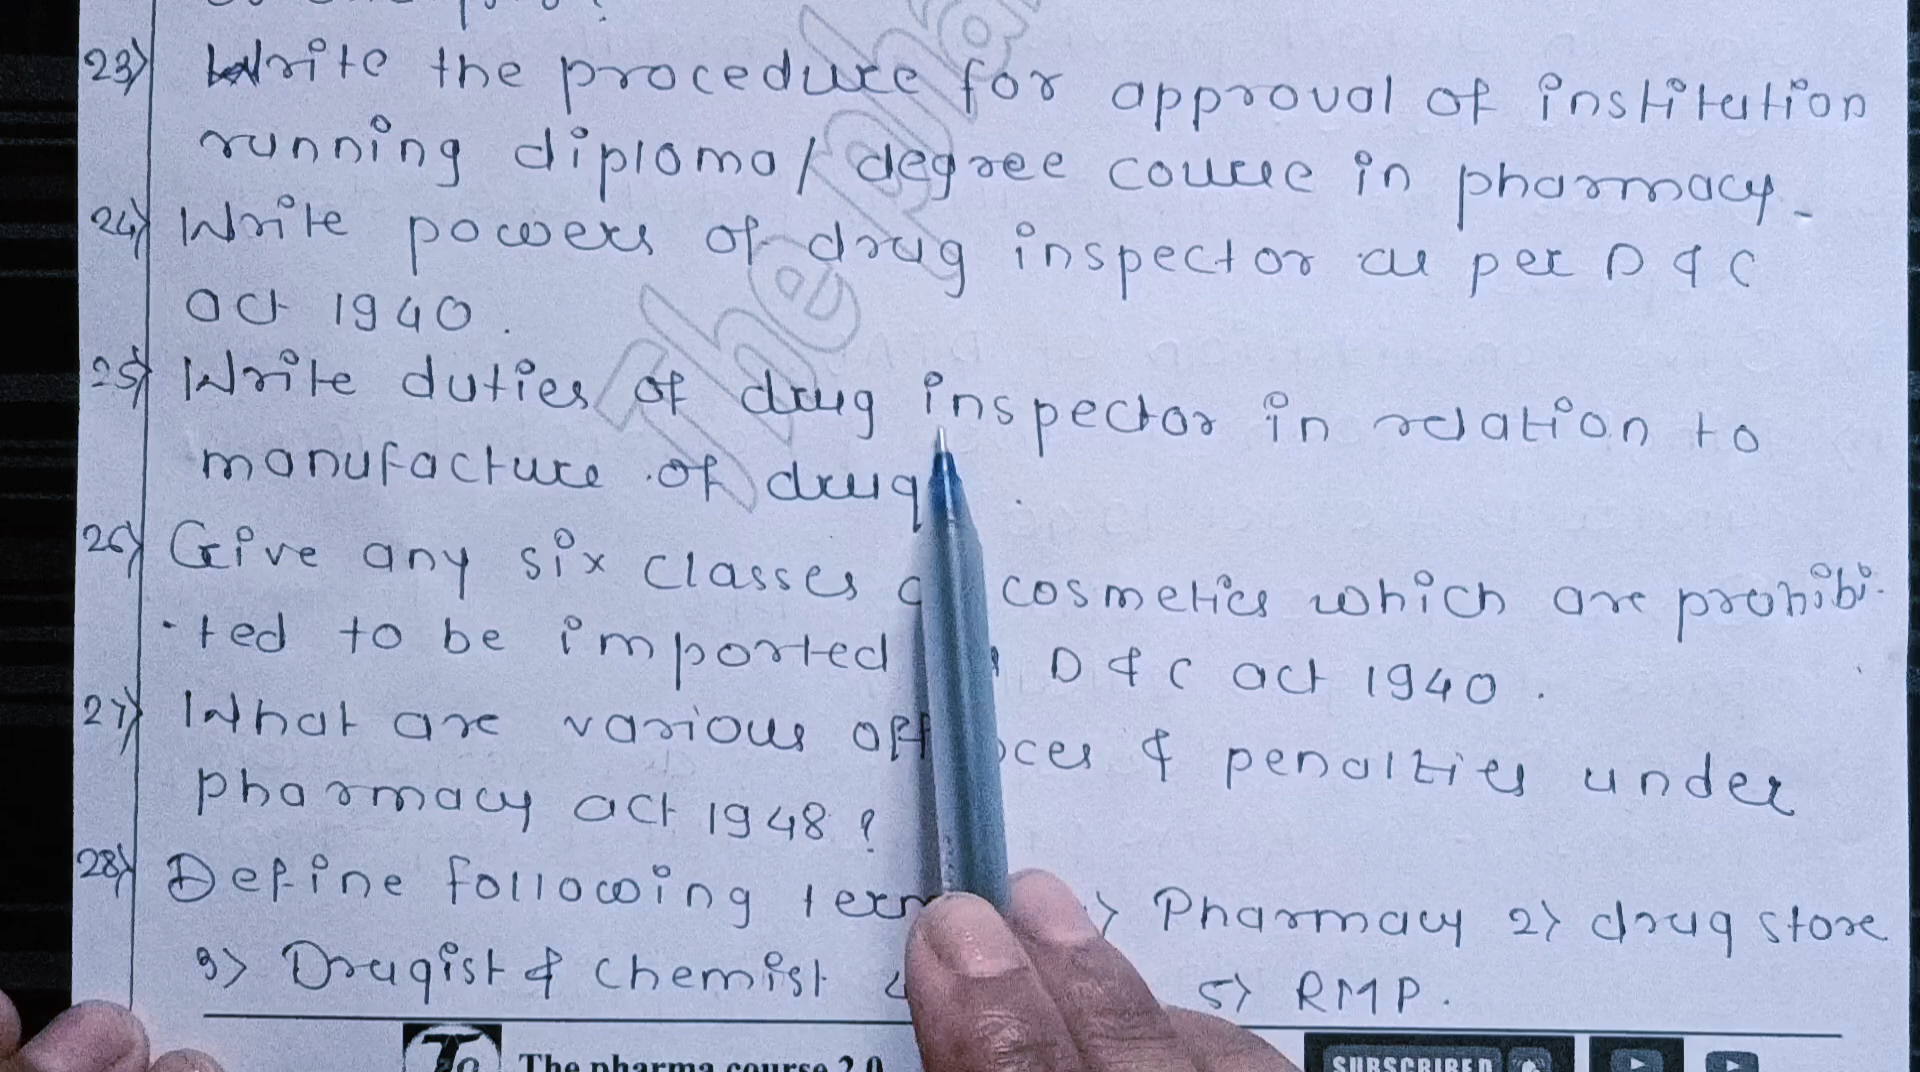 23) Write the procedure for approval of institution
running diploma / degree course in pharmacy.
24) Write powers of drug inspector as per D & C
act 1940.
25) Write duties of drug inspector in relation to
manufacture of drug
26) Give any six classes cosmetics which are prohibi-
-ted to be imported D & C act 1940.
27) What are various & penalties under
pharmacy act 1948?
28) Define following 1) Pharmacy 2) drug store
3) Drugist & chemist 5) RMP.
The pharma course 2.0
SUBSCRIBED